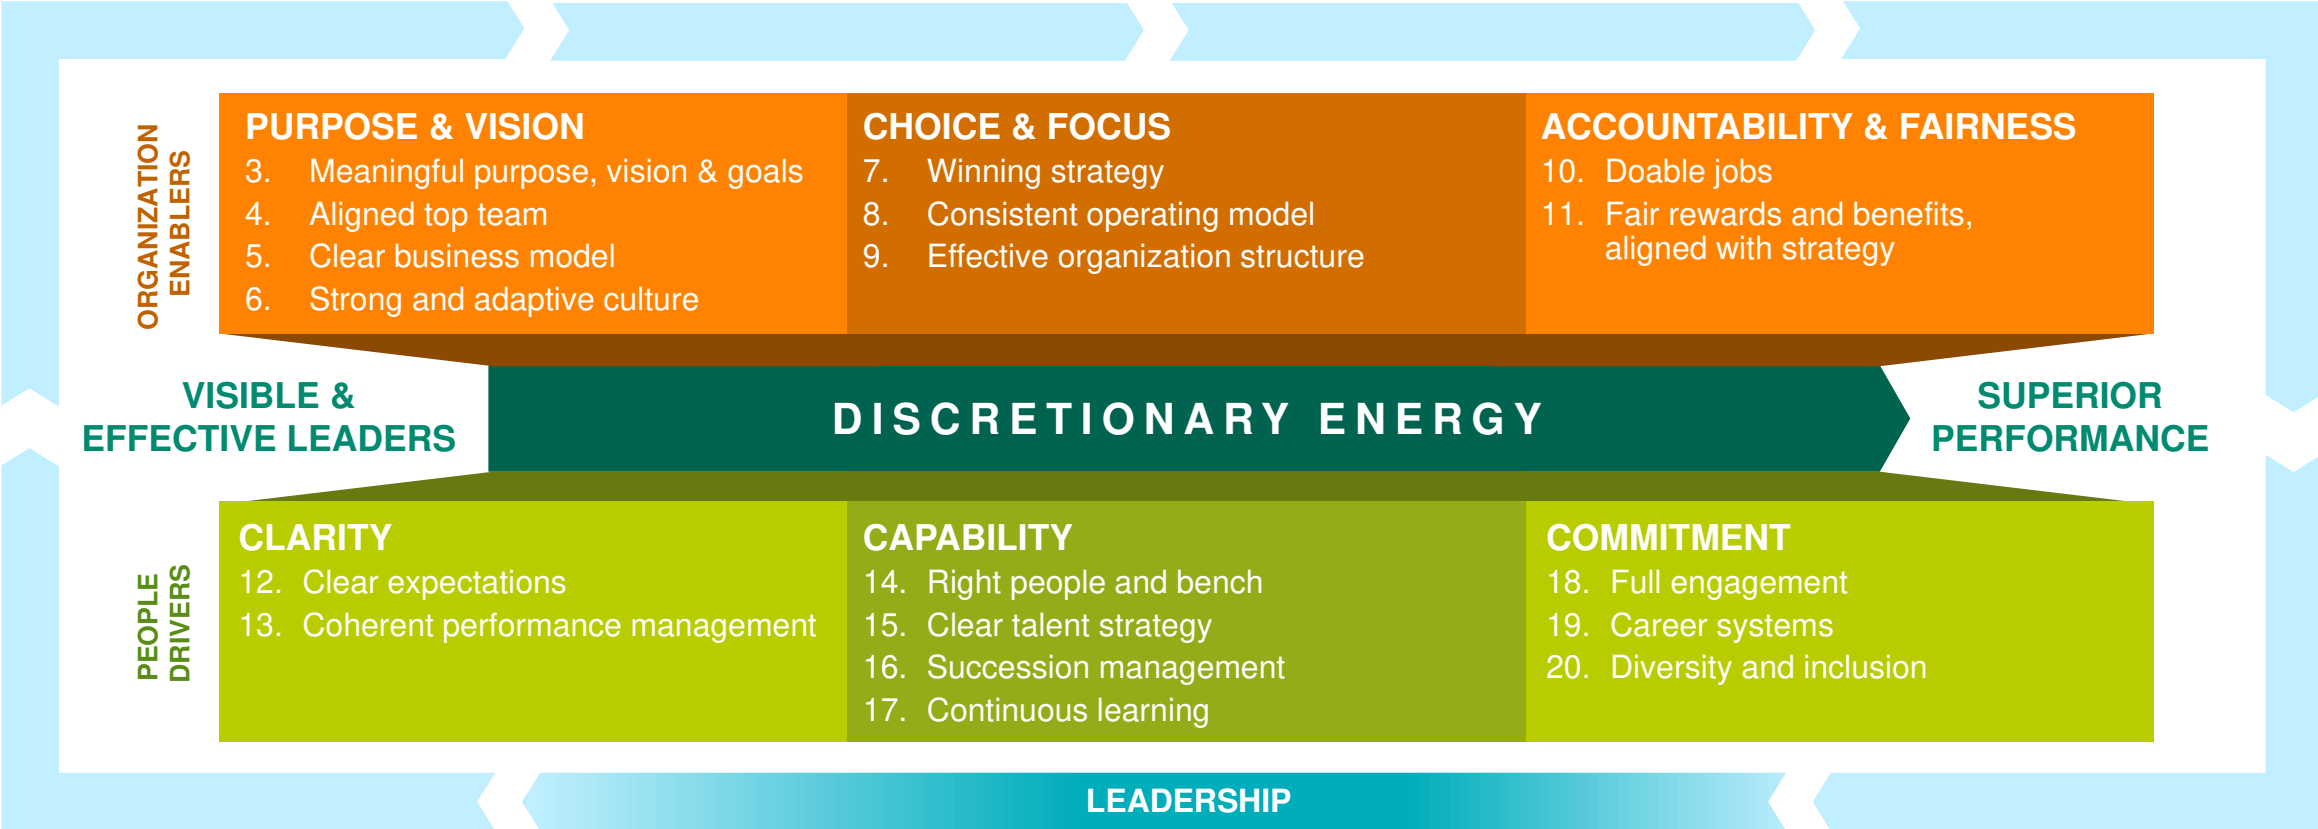 ORGANIZATION
ENABLERS
PURPOSE & VISION
3. Meaningful purpose, vision & goals
4. Aligned top team
5. Clear business model
6. Strong and adaptive culture
CHOICE & FOCUS
7. Winning strategy
8. Consistent operating model
9. Effective organization structure
ACCOUNTABILITY & FAIRNESS
10. Doable jobs
11. Fair rewards and benefits,
aligned with strategy
VISIBLE &
EFFECTIVE LEADERS
DISCRETIONARY ENERGY
SUPERIOR
PERFORMANCE
PEOPLE
DRIVERS
CLARITY
12. Clear expectations
13. Coherent performance management
CAPABILITY
14. Right people and bench
15. Clear talent strategy
16. Succession management
17. Continuous learning
COMMITMENT
18. Full engagement
19. Career systems
20. Diversity and inclusion
LEADERSHIP